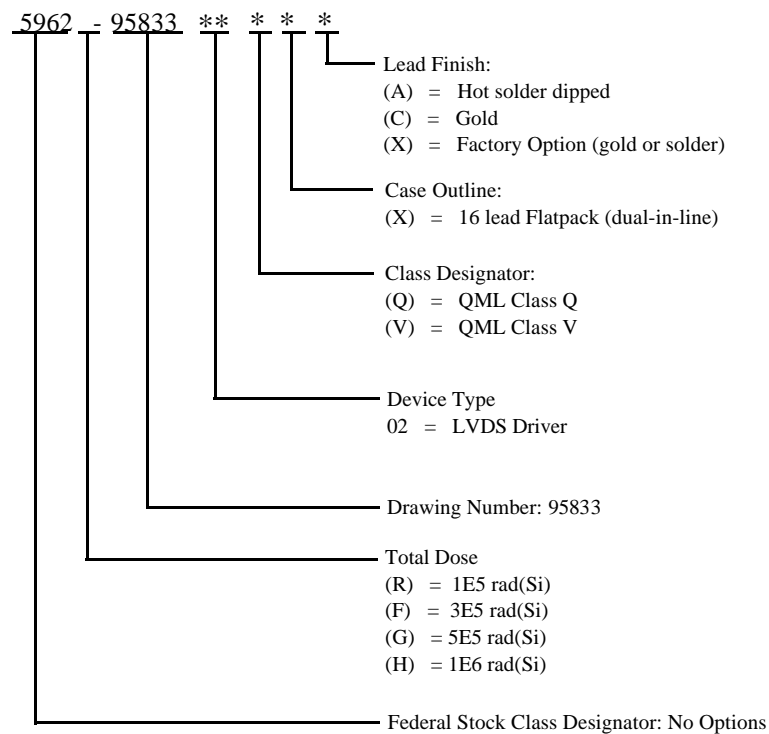 5962 - 95833 ** * * *
Lead Finish:
(A) = Hot solder dipped
(C) = Gold
(X) = Factory Option (gold or solder)
Case Outline:
(X) = 16 lead Flatpack (dual-in-line)
Class Designator:
(Q) = QML Class Q
(V) = QML Class V
Device Type
02 = LVDS Driver
Drawing Number: 95833
Total Dose
(R) = 1E5 rad(Si)
(F) = 3E5 rad(Si)
(G) = 5E5 rad(Si)
(H) = 1E6 rad(Si)
Federal Stock Class Designator: No Options